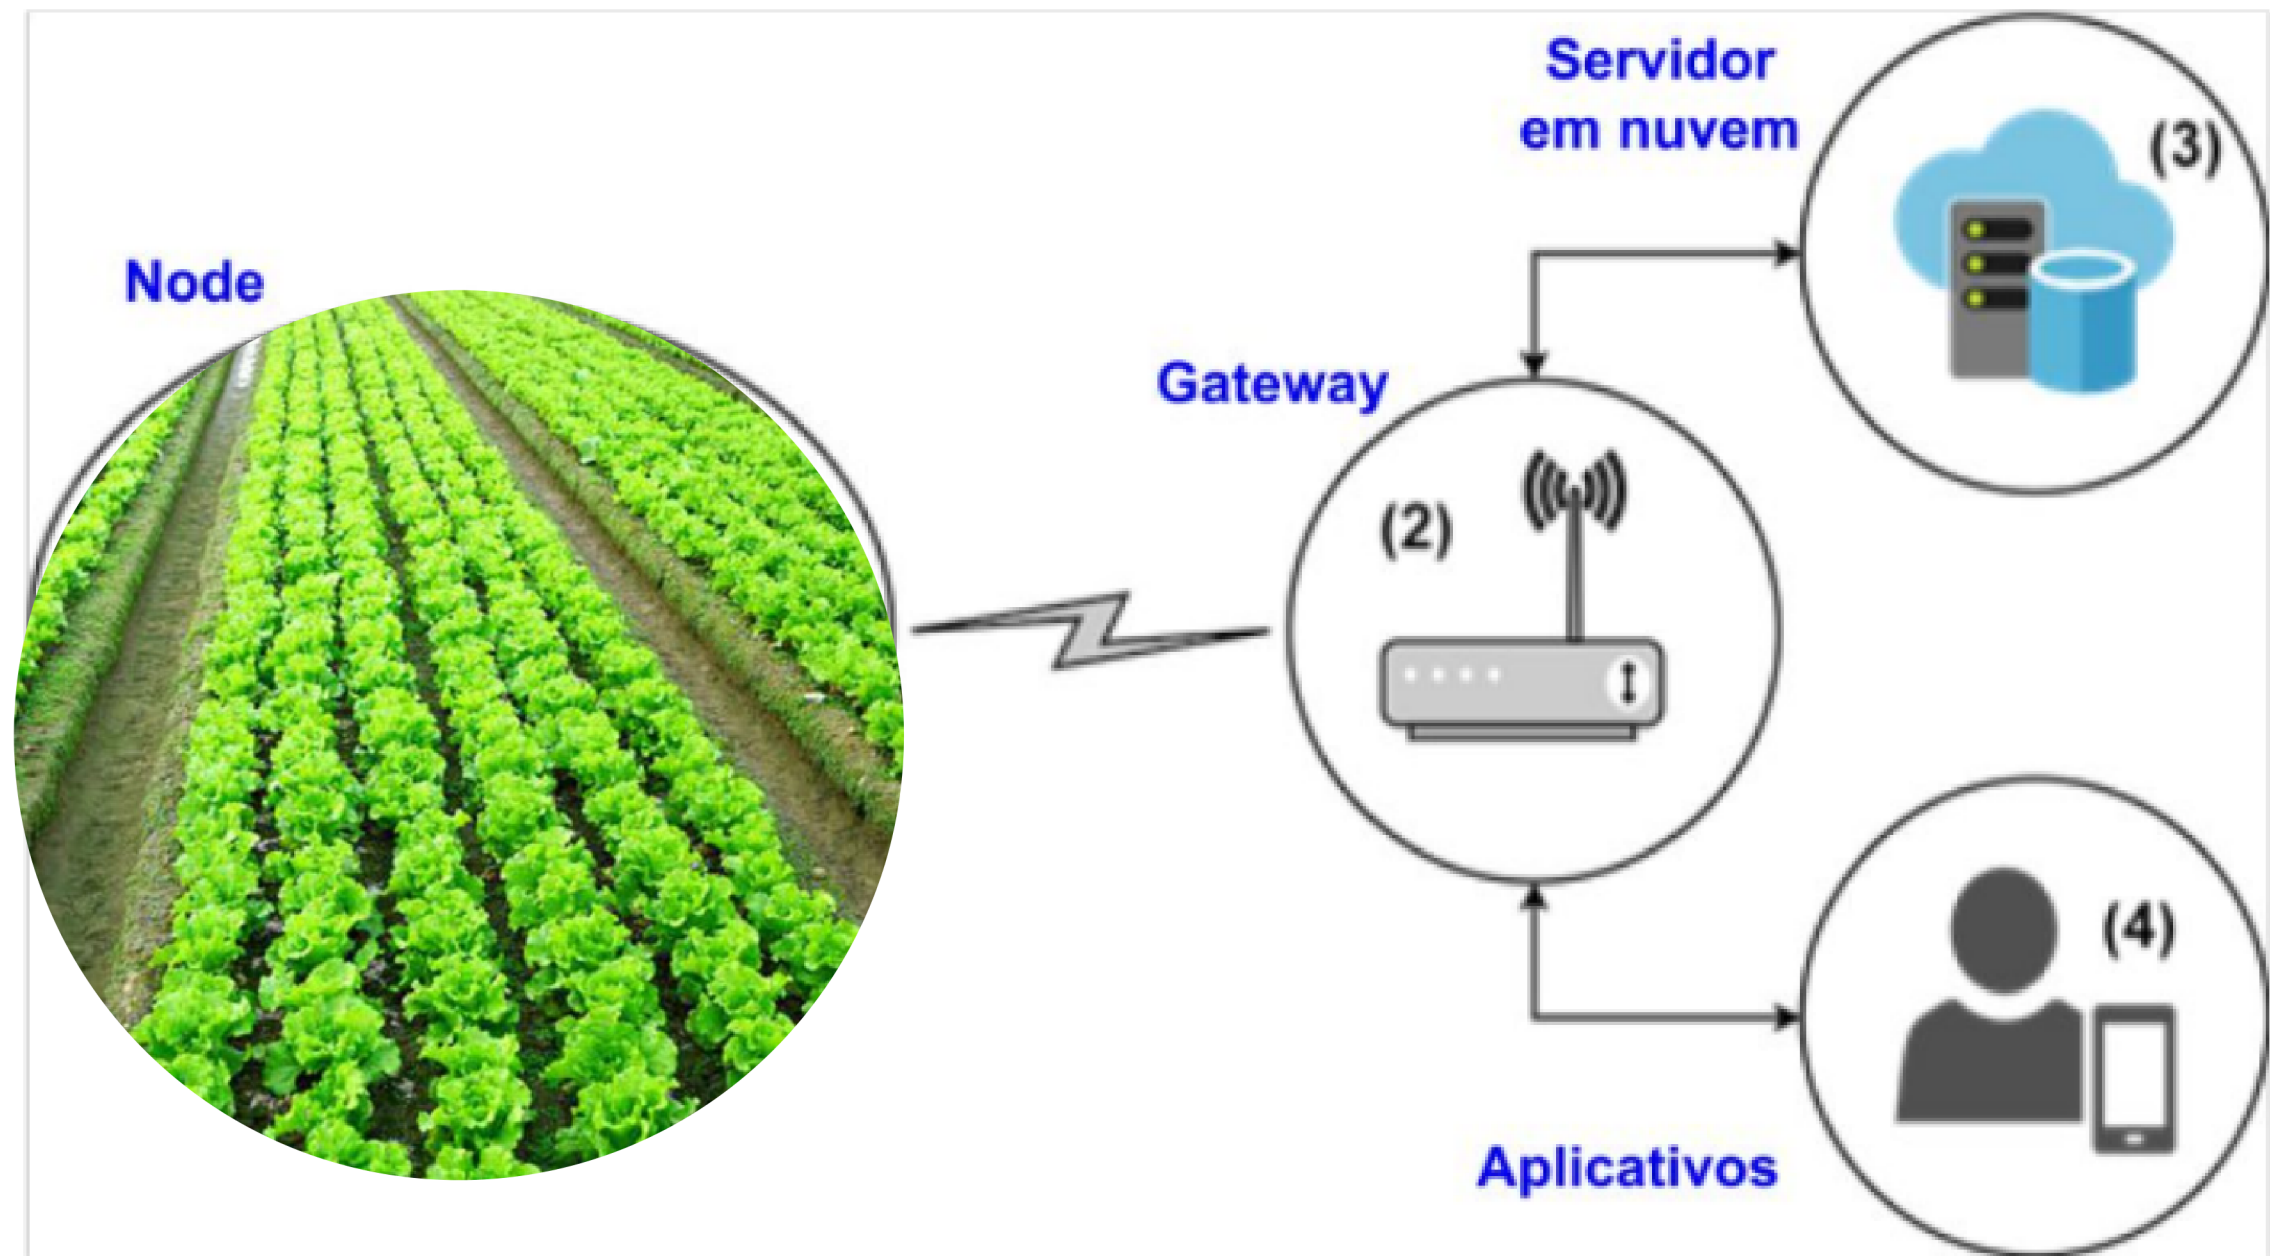 Servidor
em nuvem
(3)
Node
Gateway
(2)
(4)
Aplicativos